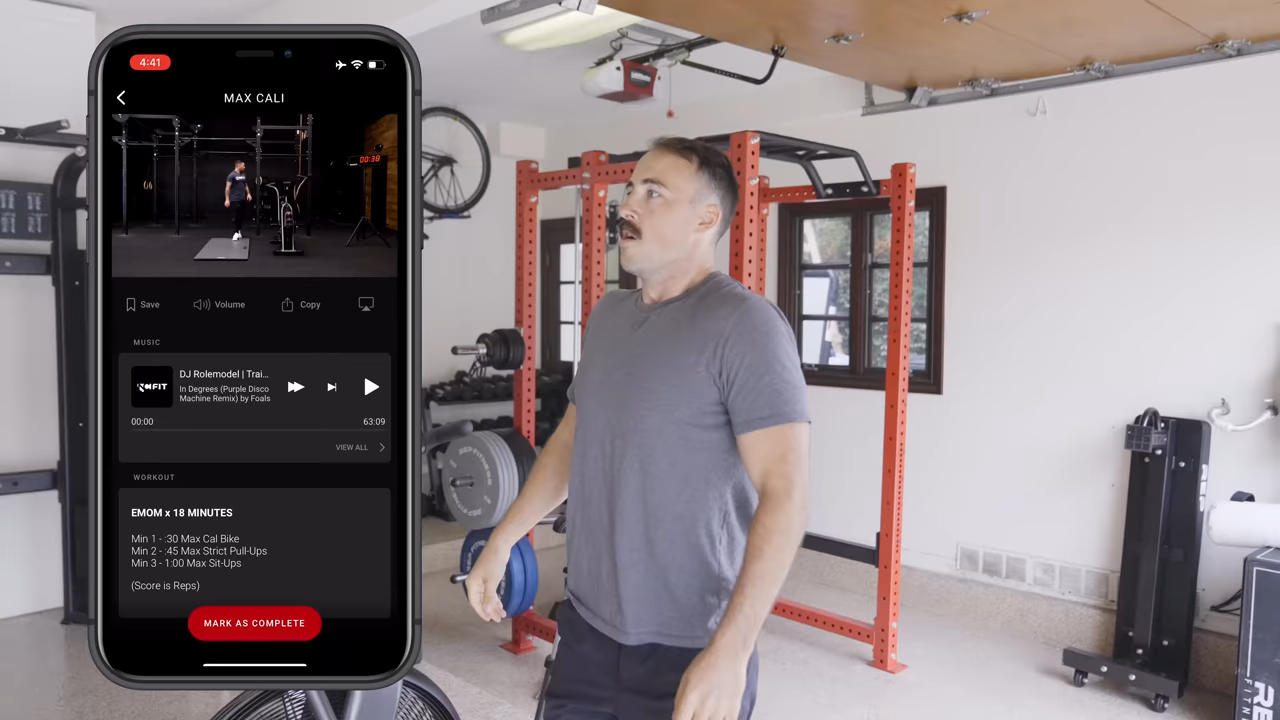 4:41
MAX CALI
00:38
Save
Volume
Copy
MUSIC
NCFIT
DJ Rolemodel | Trai...
In Degrees (Purple Disco
Machine Remix) by Foals
00:00
63:09
VIEW ALL
WORKOUT
EMOM x 18 MINUTES
Min 1 - :30 Max Cal Bike
Min 2 - :45 Max Strict Pull-Ups
Min 3 - 1:00 Max Sit-Ups
(Score is Reps)
MARK AS COMPLETE
REP FITNESS